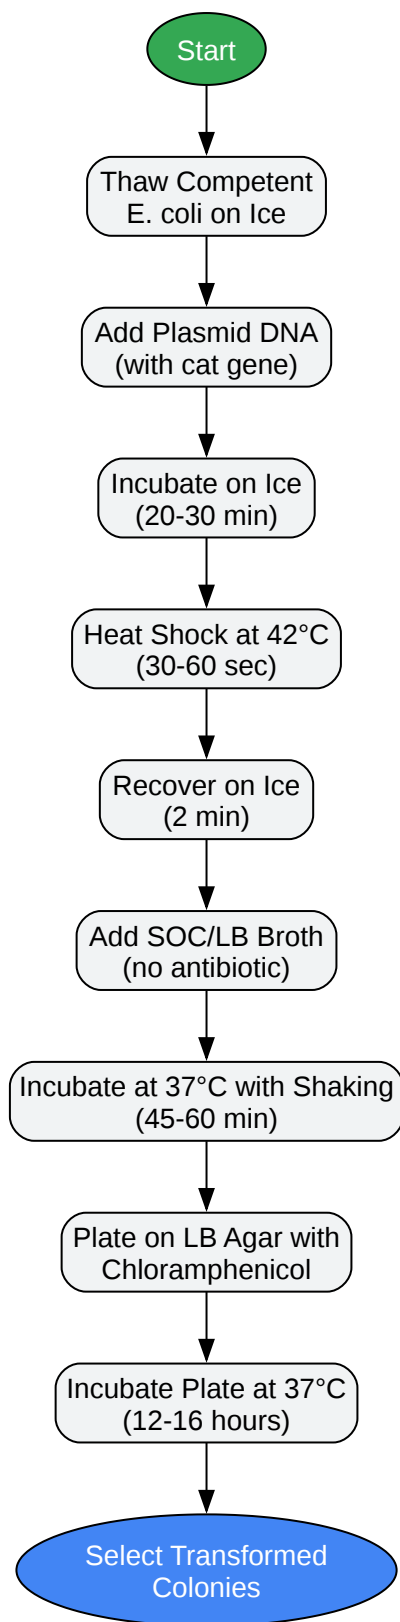 Start
Thaw Competent
E. coli on Ice
Add Plasmid DNA
(with cat gene)
Incubate on Ice
(20-30 min)
Heat Shock at 42°C
(30-60 sec)
Recover on Ice
(2 min)
Add SOC/LB Broth
(no antibiotic)
Incubate at 37°C with Shaking
(45-60 min)
Plate on LB Agar with
Chloramphenicol
Incubate Plate at 37°C
(12-16 hours)
Select Transformed
Colonies